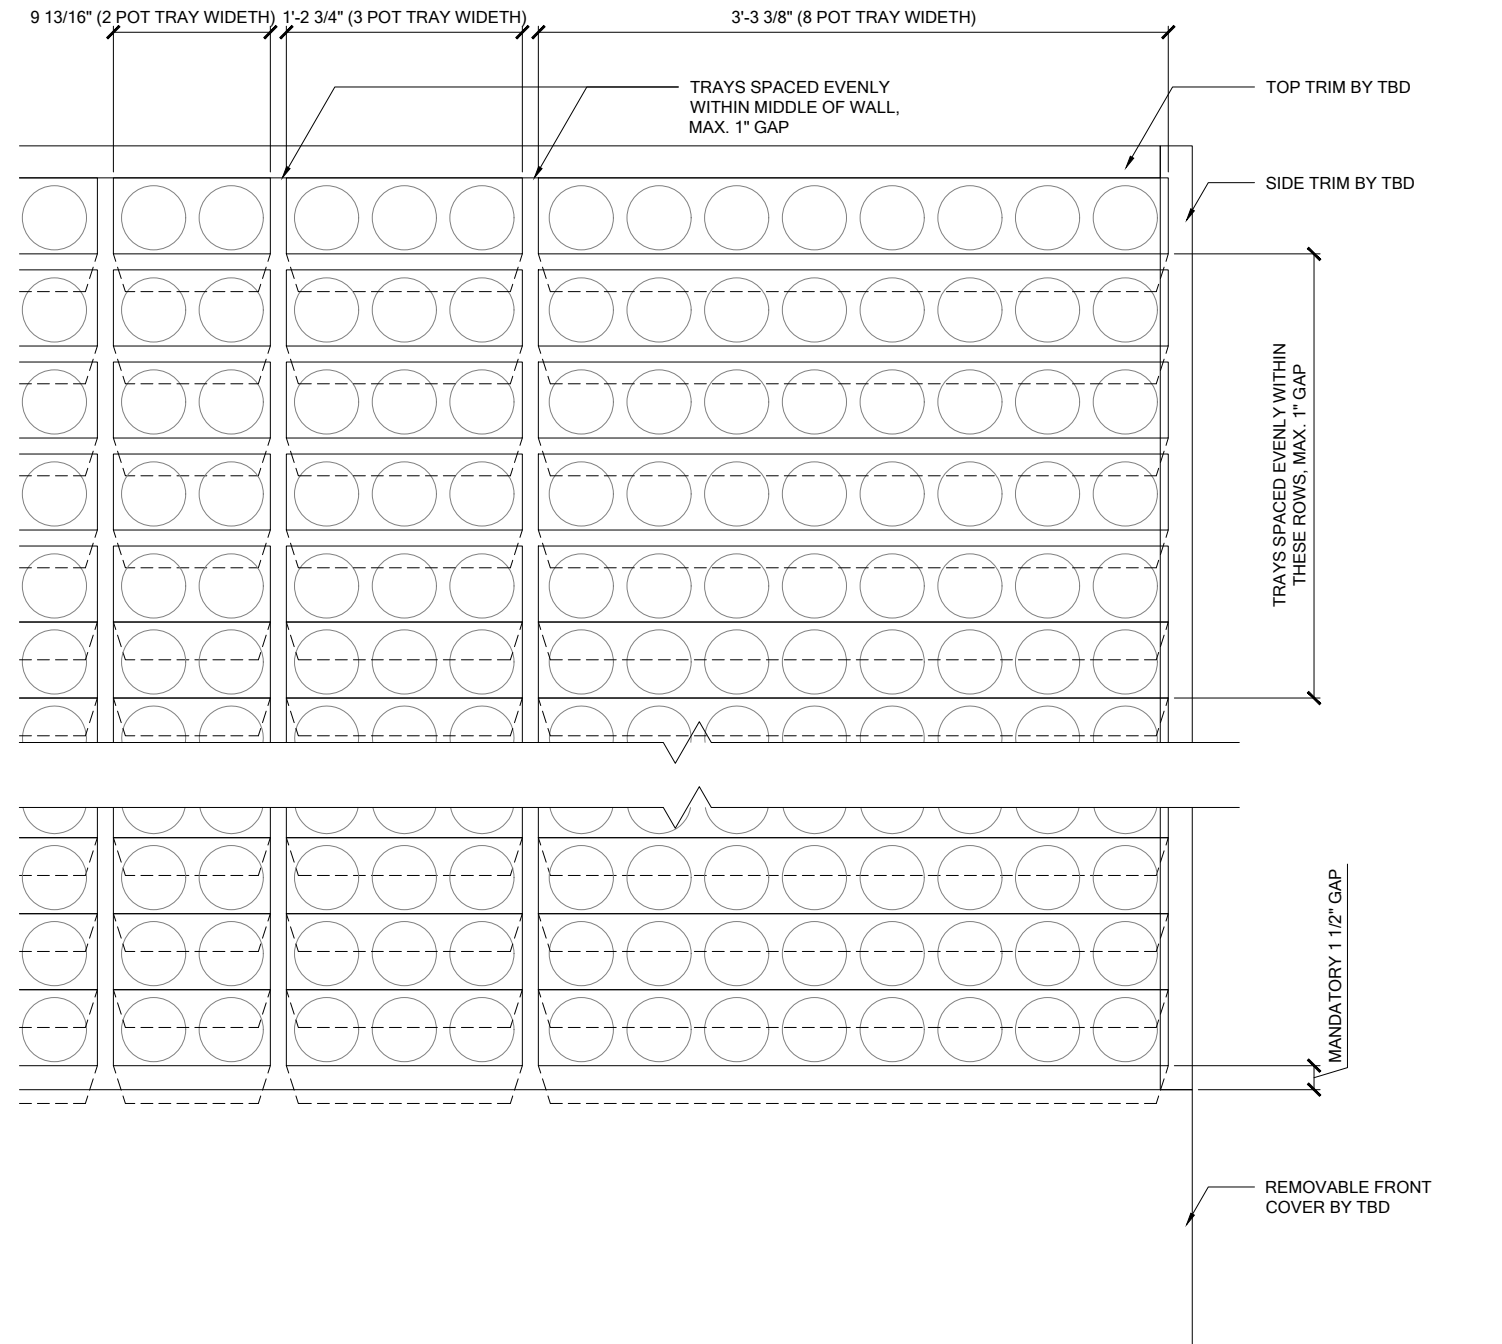 9 13/16" (2 POT TRAY WIDETH)
1'-2 3/4" (3 POT TRAY WIDETH)
3'-3 3/8" (8 POT TRAY WIDETH)
TRAYS SPACED EVENLY
WITHIN MIDDLE OF WALL,
MAX. 1" GAP
TOP TRIM BY TBD
SIDE TRIM BY TBD
TRAYS SPACED EVENLY WITHIN
THESE ROWS, MAX. 1" GAP
MANDATORY 1 1/2" GAP
REMOVABLE FRONT
COVER BY TBD